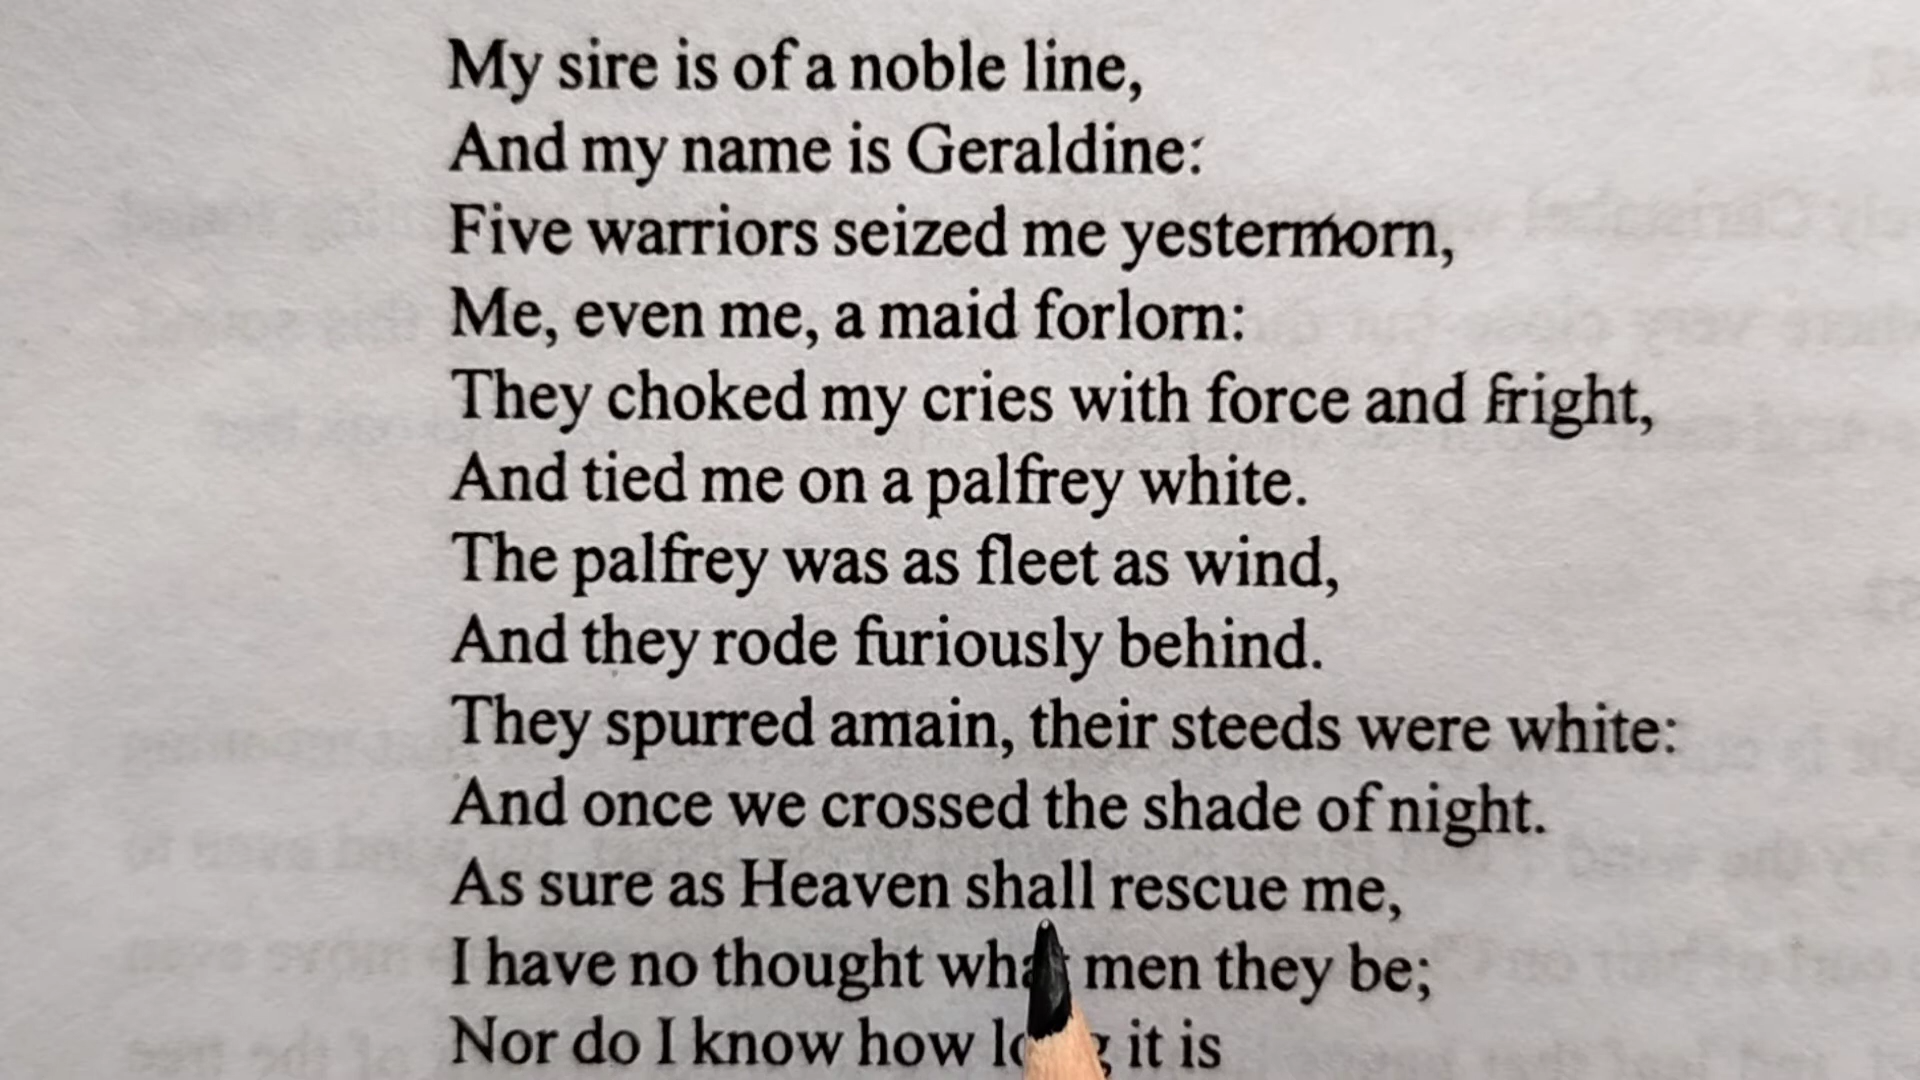 My sire is of a noble line,
And my name is Geraldine:
Five warriors seized me yestermorn,
Me, even me, a maid forlorn:
They choked my cries with force and fright,
And tied me on a palfrey white.
The palfrey was as fleet as wind,
And they rode furiously behind.
They spurred amain, their steeds were white:
And once we crossed the shade of night.
As sure as Heaven shall rescue me,
I have no thought what men they be;
Nor do I know how long it is